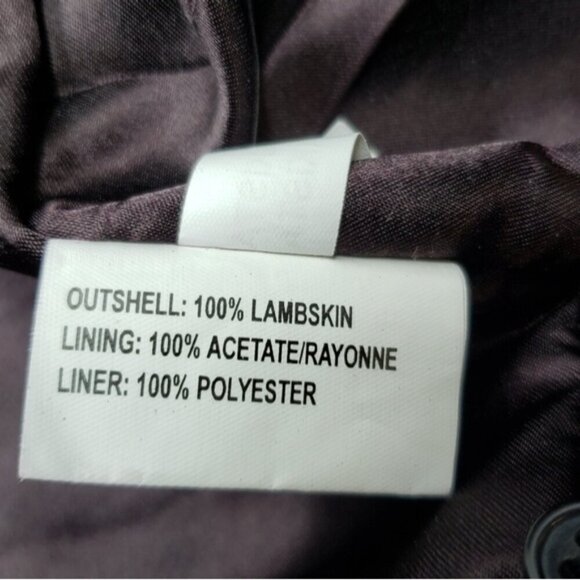 OUTSHELL: 100% LAMBSKIN
LINING: 100% ACETATE/RAYONNE
LINER: 100% POLYESTER